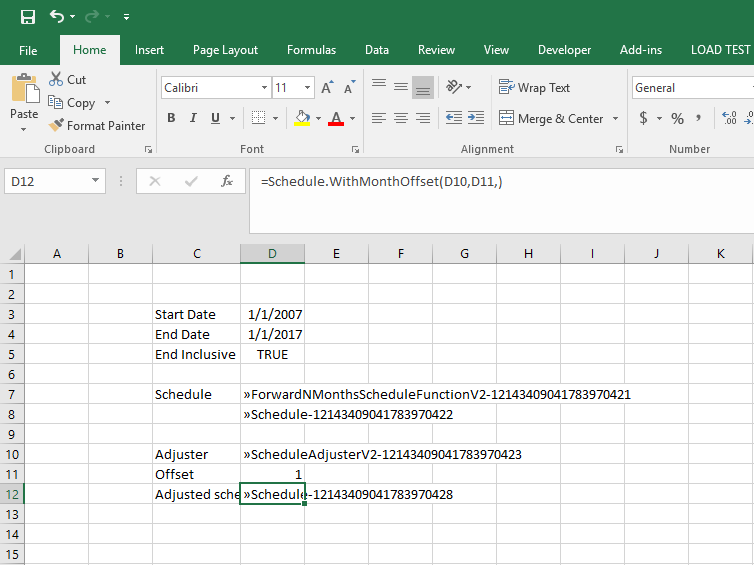 File Home Insert Page Layout Formulas Data Review View Developer Add-ins LOAD TEST
Cut
Copy
Format Painter
Paste
Clipboard
Calibri 11 A A
B I U A
Font
Wrap Text
Merge & Center
Alignment
General
$ % , .0 .00
Number
D12 fx =Schedule.WithMonthOffset(D10,D11,)
A B C D E F G H I J K
1
2
3 Start Date 1/1/2007
4 End Date 1/1/2017
5 End Inclusive TRUE
6
7 Schedule »ForwardNMonthsScheduleFunctionV2-12143409041783970421
8 »Schedule-12143409041783970422
9
10 Adjuster »ScheduleAdjusterV2-12143409041783970423
11 Offset 1
12 Adjusted sche »Schedule-12143409041783970428
13
14
15